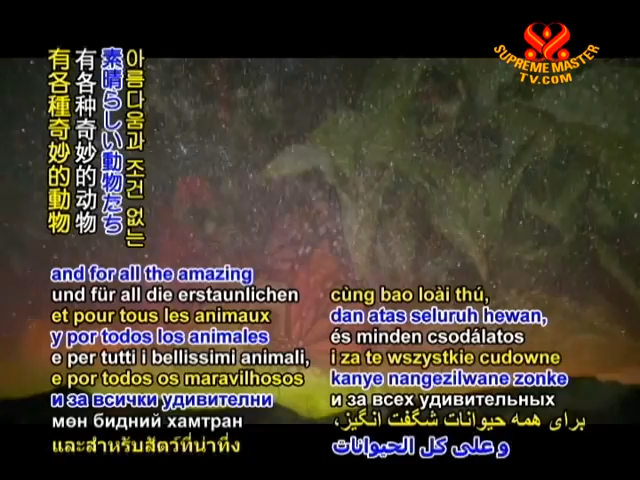 SUPREME MASTER
TV.COM
아름다움과 조건 없는
素晴らしい動物たち
有各种奇妙的动物
有各種奇妙的動物
and for all the amazing
und für all die erstaunlichen
et pour tous les animaux
y por todos los animales
e per tutti i bellissimi animali,
e por todos os maravilhosos
и за всички удивителни
мөн бидний хамтран
และสำหรับสัตว์ที่น่าทึ่ง
cùng bao loài thú,
dan atas seluruh hewan,
és minden csodálatos
i za te wszystkie cudowne
kanye nangezilwane zonke
и за всех удивительных
برای همه حیوانات شگفت انگیز،
و على كل الحيوانات